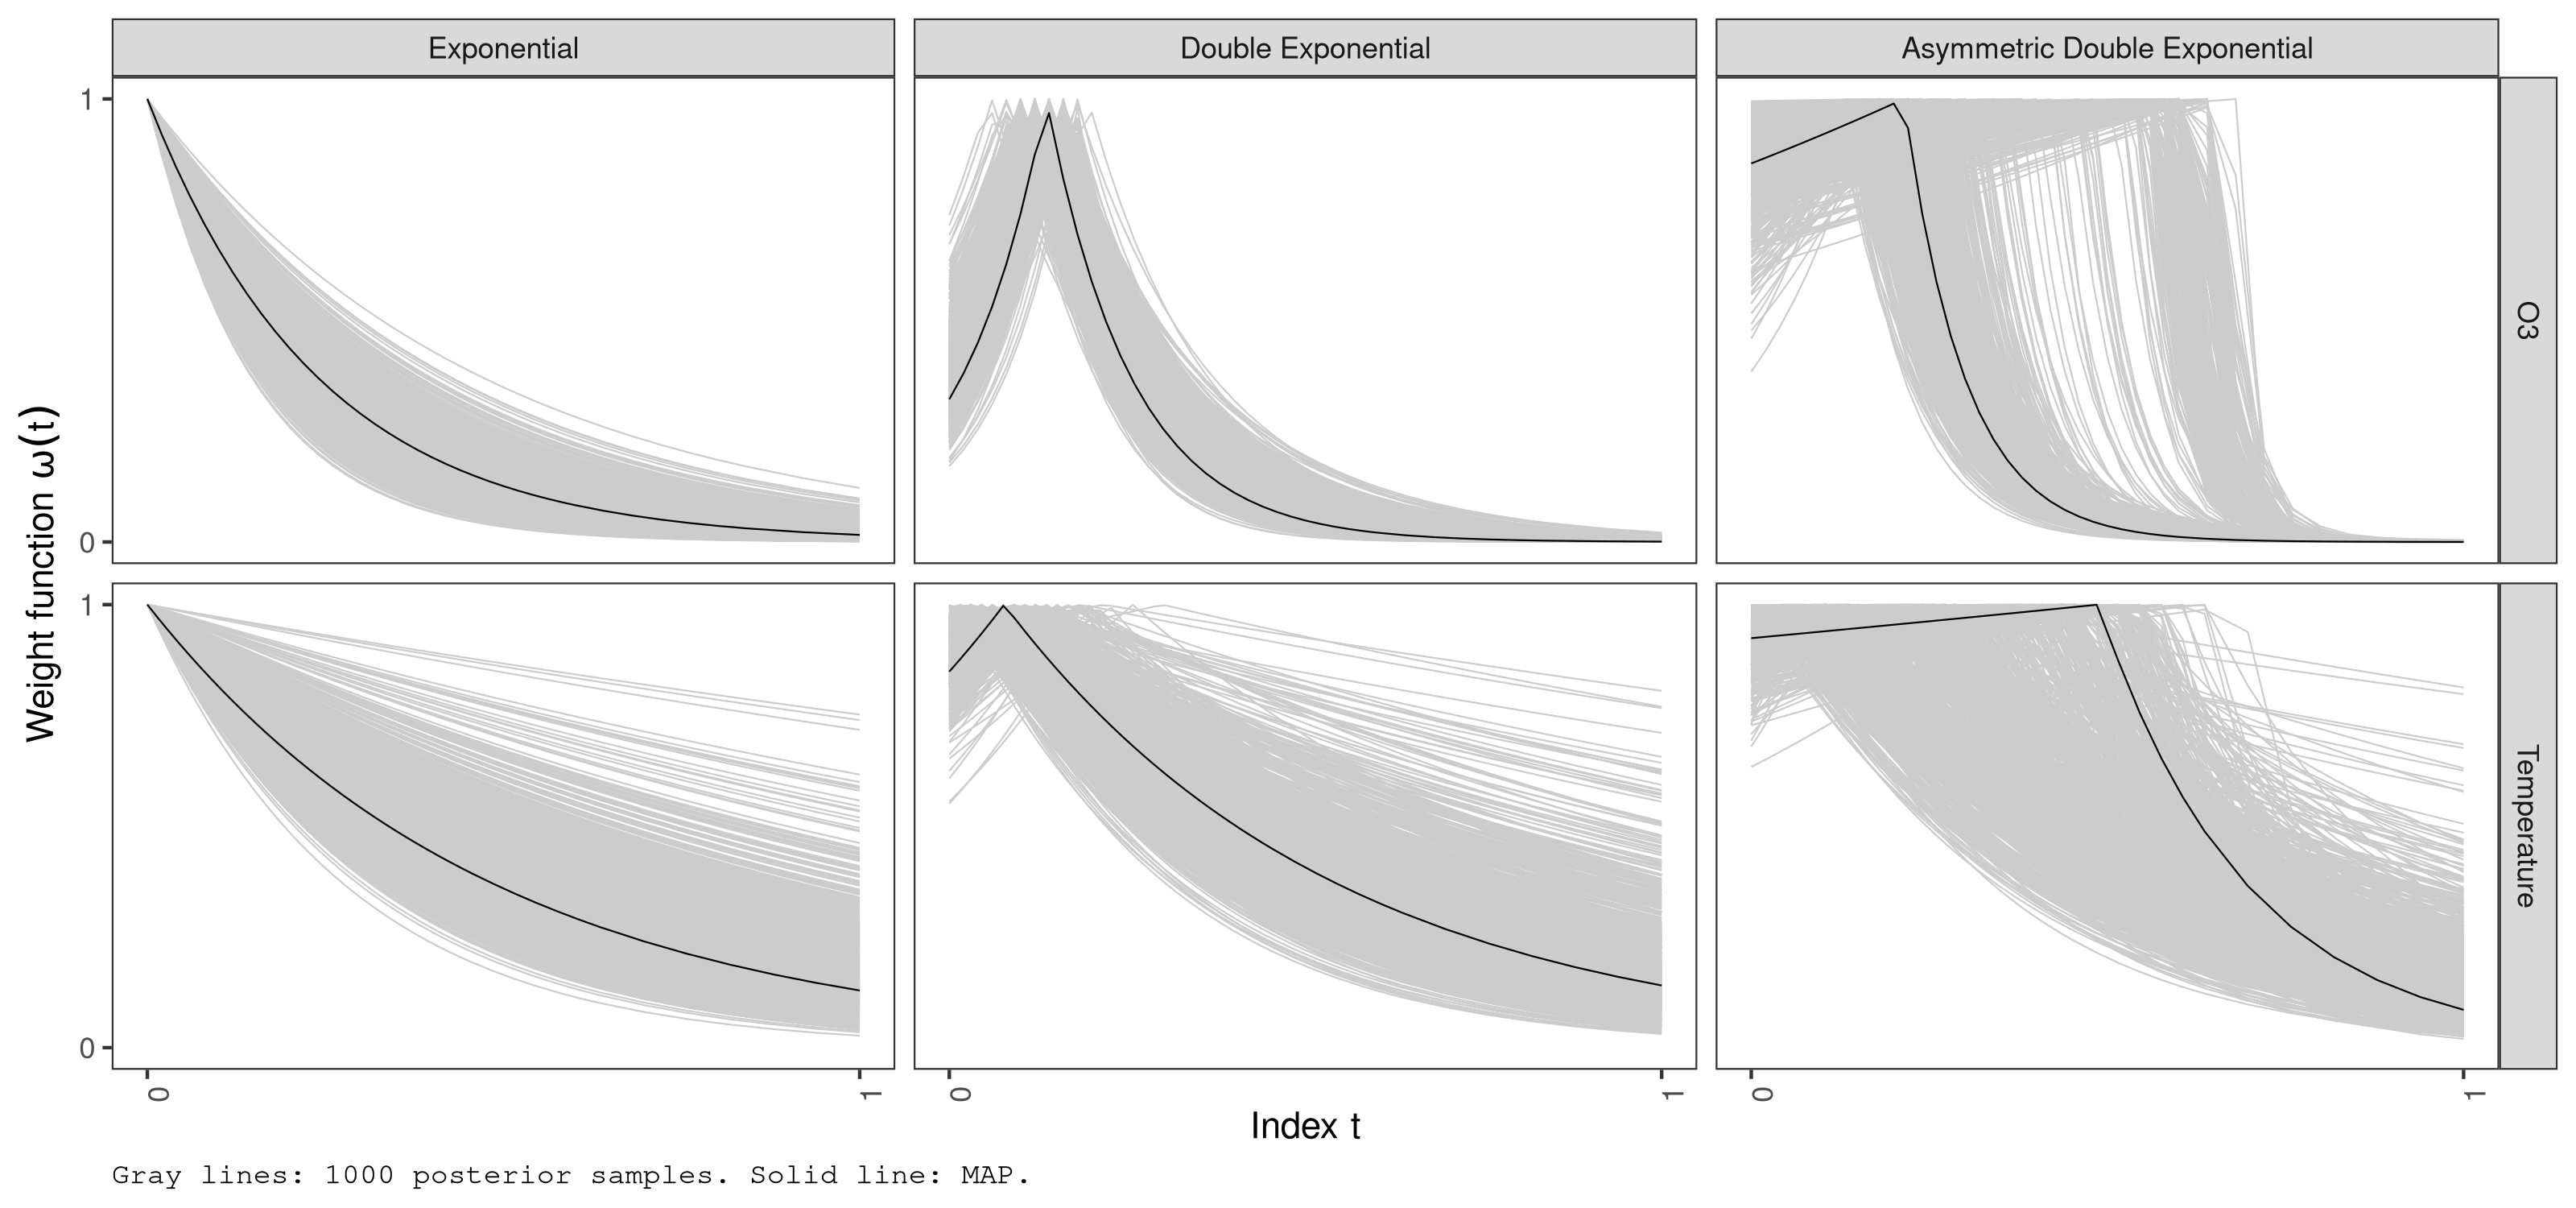 Exponential
Double Exponential
Asymmetric Double Exponential
1
0
O3
Weight function ω(t)
1
0
Temperature
0
1
0
1
0
1
Index t
Gray lines: 1000 posterior samples. Solid line: MAP.